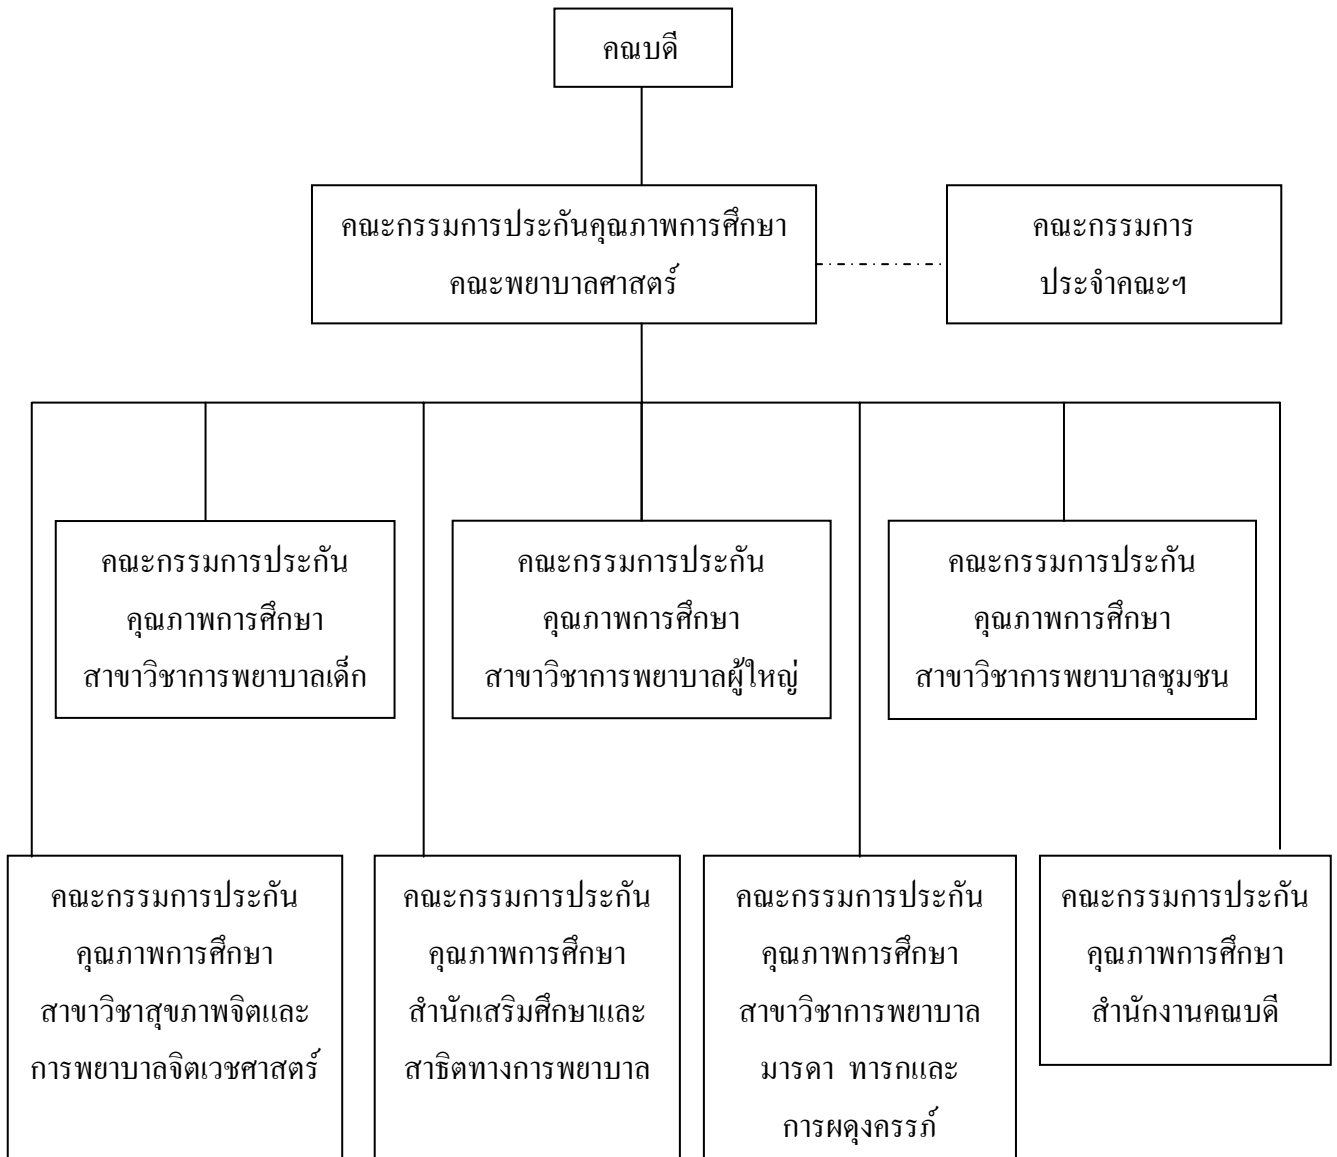 คณบดี
คณะกรรมการประกันคุณภาพการศึกษา
คณะพยาบาลศาสตร์
คณะกรรมการ
ประจำคณะฯ
คณะกรรมการประกัน
คุณภาพการศึกษา
สาขาวิชาการพยาบาลเด็ก
คณะกรรมการประกัน
คุณภาพการศึกษา
สาขาวิชาการพยาบาลผู้ใหญ่
คณะกรรมการประกัน
คุณภาพการศึกษา
สาขาวิชาการพยาบาลชุมชน
คณะกรรมการประกัน
คุณภาพการศึกษา
สาขาวิชาสุขภาพจิตและ
การพยาบาลจิตเวชศาสตร์
คณะกรรมการประกัน
คุณภาพการศึกษา
สำนักเสริมศึกษาและ
สาธิตทางการพยาบาล
คณะกรรมการประกัน
คุณภาพการศึกษา
สาขาวิชาการพยาบาล
มารดา ทารกและ
การผดุงครรภ์
คณะกรรมการประกัน
คุณภาพการศึกษา
สำนักงานคณบดี